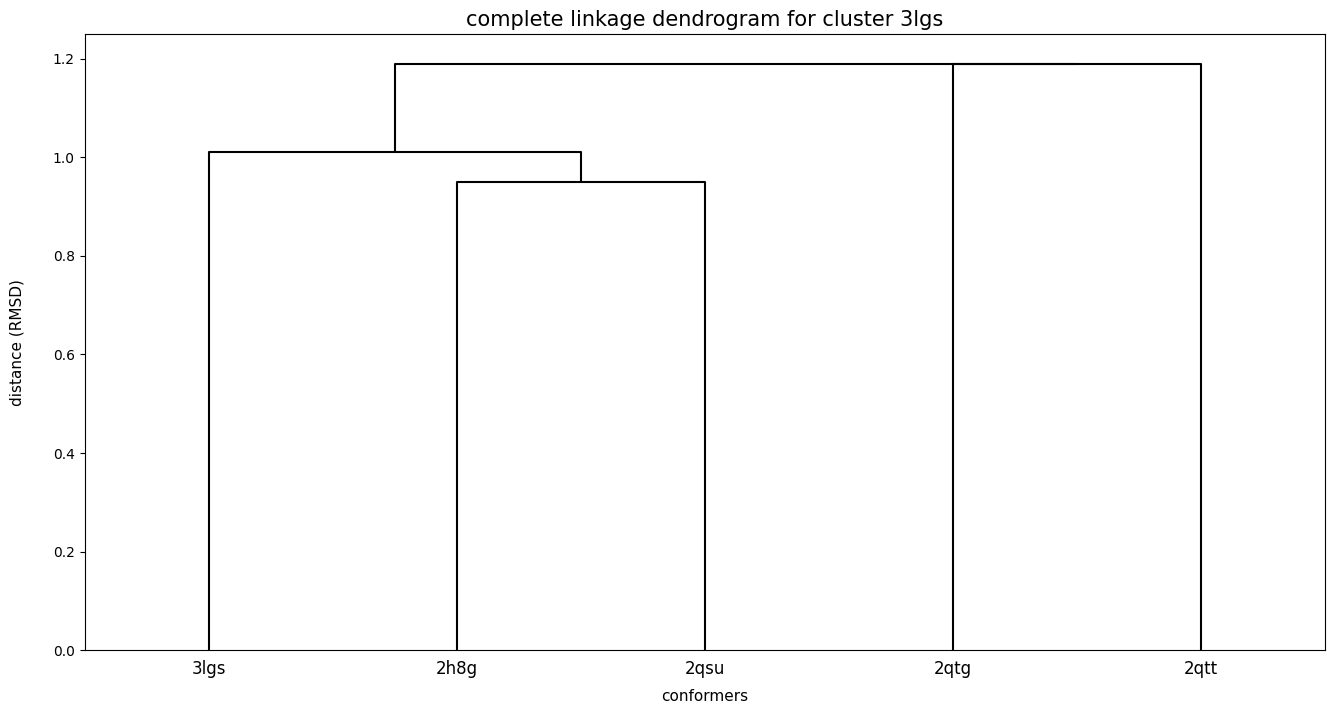 complete linkage dendrogram for cluster 3lgs
1.2
1.0
0.8
0.6
0.4
0.2
0.0
distance (RMSD)
3lgs 2h8g 2qsu 2qtg 2qtt
conformers